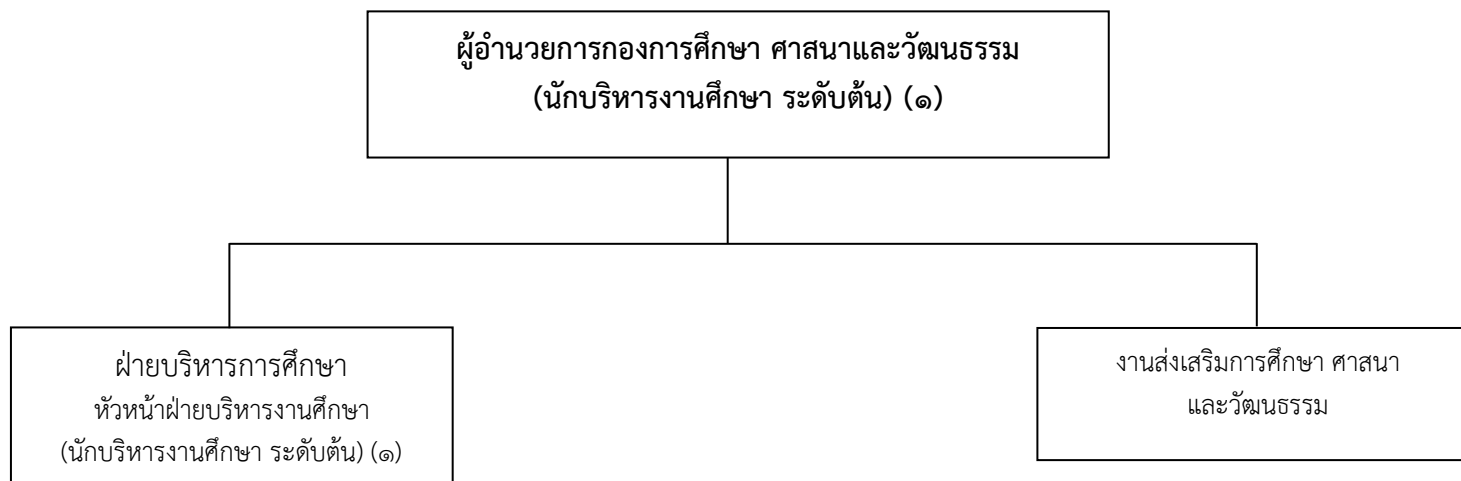 ผู้อำนวยการกองการศึกษา ศาสนาและวัฒนธรรม
(นักบริหารงานศึกษา ระดับต้น) (๑)
ฝ่ายบริหารการศึกษา
หัวหน้าฝ่ายบริหารงานศึกษา
(นักบริหารงานศึกษา ระดับต้น) (๑)
งานส่งเสริมการศึกษา ศาสนา
และวัฒนธรรม